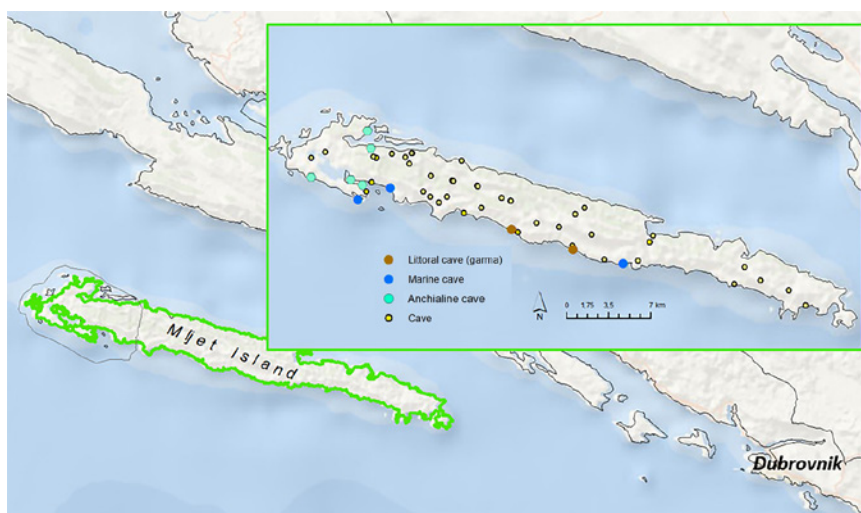 Littoral cave (garma)
Marine cave
Anchialine cave
Cave
N
0 1.75 3.5 7 km
Mljet Island
Dubrovnik